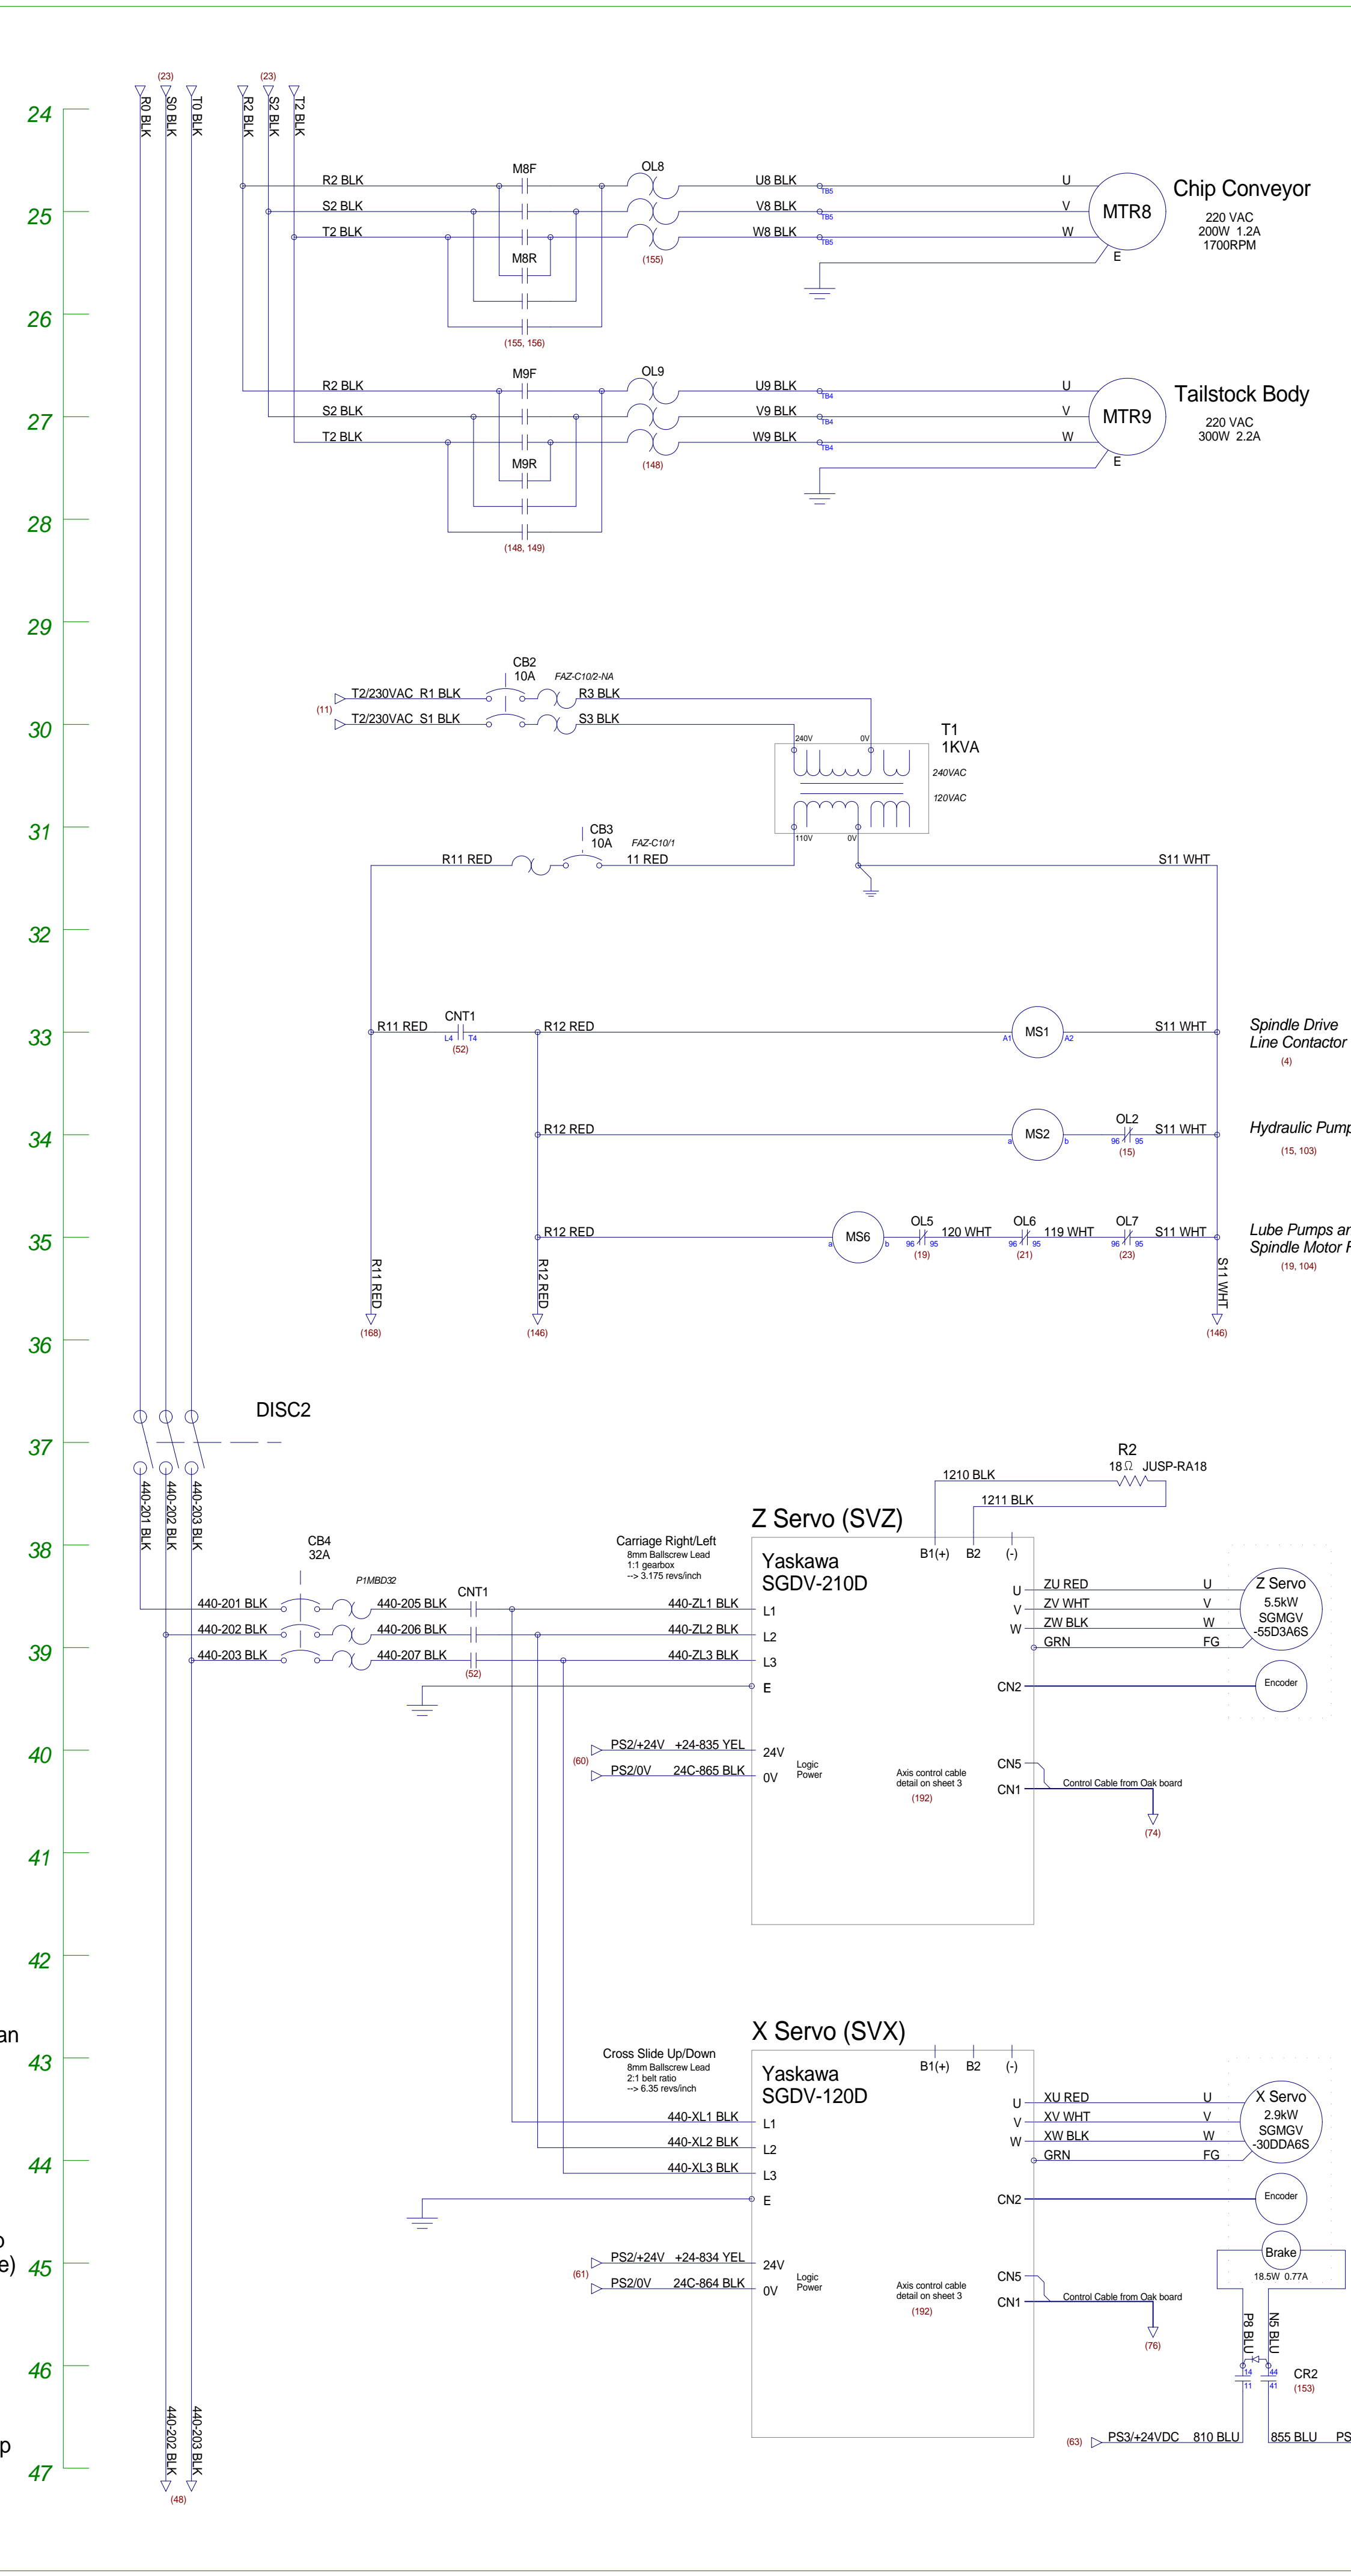 (23)
(23)
R0 BLK
S0 BLK
T0 BLK
R2 BLK
S2 BLK
T2 BLK
24
M8F
OL8
R2 BLK
U8 BLK
TB5
U
Chip Conveyor
25
S2 BLK
V8 BLK
TB5
V
MTR8
220 VAC
200W 1.2A
1700RPM
T2 BLK
W8 BLK
TB5
W
M8R
(155)
E
26
(155, 156)
M9F
OL9
R2 BLK
U9 BLK
TB4
U
Tailstock Body
27
S2 BLK
V9 BLK
TB4
V
MTR9
220 VAC
300W 2.2A
T2 BLK
W9 BLK
TB4
W
M9R
(148)
E
28
(148, 149)
29
CB2
10A
FAZ-C10/2-NA
T2/230VAC R1 BLK
R3 BLK
(11)
30
T2/230VAC S1 BLK
S3 BLK
T1
1KVA
240V
0V
240VAC
120VAC
31
CB3
10A
FAZ-C10/1
110V
0V
R11 RED
11 RED
S11 WHT
32
33
R11 RED
CNT1
L4 T4
(52)
R12 RED
A1
MS1
A2
S11 WHT
Spindle Drive
Line Contactor
(4)
34
R12 RED
a
MS2
b
OL2
96 95
(15)
S11 WHT
Hydraulic Pump
(15, 103)
35
R12 RED
a
MS6
b
OL5
96 95
(19)
120 WHT
OL6
96 95
(21)
119 WHT
OL7
96 95
(23)
S11 WHT
Lube Pumps an
Spindle Motor F
(19, 104)
R11 RED
R12 RED
S11 WHT
36
(168)
(146)
(146)
DISC2
37
R2
18Ω JUSP-RA18
1210 BLK
1211 BLK
440-201 BLK
440-202 BLK
440-203 BLK
Z Servo (SVZ)
38
CB4
32A
P1MBD32
Carriage Right/Left
8mm Ballscrew Lead
1:1 gearbox
--> 3.175 revs/inch
Yaskawa
SGDV-210D
B1(+)
B2
(-)
CNT1
440-201 BLK
440-205 BLK
440-ZL1 BLK
L1
440-202 BLK
440-206 BLK
440-ZL2 BLK
L2
39
440-203 BLK
440-207 BLK
440-ZL3 BLK
L3
(52)
E
U
ZU RED
U
V
ZV WHT
V
W
ZW BLK
W
GRN
FG
Z Servo
5.5kW
SGMGV
-55D3A6S
CN2
Encoder
40
(60)
PS2/+24V +24-835 YEL
24V
PS2/0V 24C-865 BLK
0V
Logic
Power
Axis control cable
detail on sheet 3
(192)
CN5
CN1
Control Cable from Oak board
(74)
41
42
an
43
X Servo (SVX)
Cross Slide Up/Down
8mm Ballscrew Lead
2:1 belt ratio
--> 6.35 revs/inch
Yaskawa
SGDV-120D
B1(+)
B2
(-)
440-XL1 BLK
L1
440-XL2 BLK
L2
44
440-XL3 BLK
L3
E
U
XU RED
U
V
XV WHT
V
W
XW BLK
W
GRN
FG
X Servo
2.9kW
SGMGV
-30DDA6S
CN2
Encoder
o
e)
45
(61)
PS2/+24V +24-834 YEL
24V
PS2/0V 24C-864 BLK
0V
Logic
Power
Axis control cable
detail on sheet 3
(192)
CN5
CN1
Control Cable from Oak board
(76)
Brake
18.5W 0.77A
P8 BLU
N5 BLU
46
14
11
44
41
CR2
(153)
440-202 BLK
440-203 BLK
p
(63)
PS3/+24VDC 810 BLU
855 BLU
PS
47
(48)